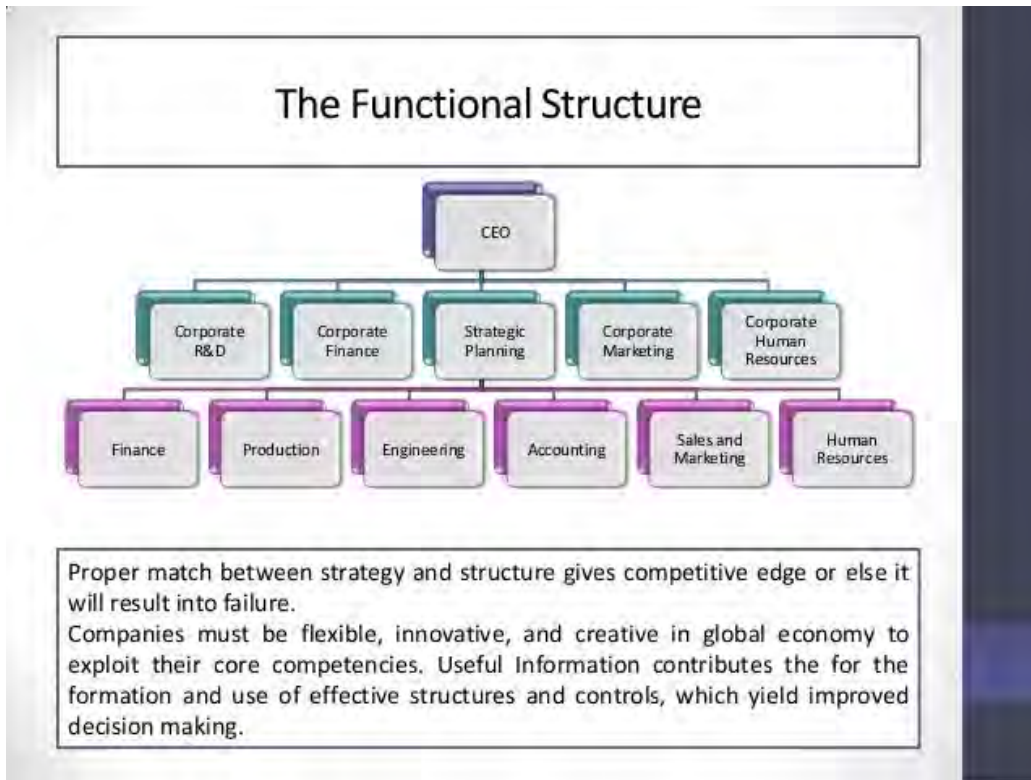 The Functional Structure
CEO
Corporate
R&D
Corporate
Finance
Strategic
Planning
Corporate
Marketing
Corporate
Human
Resources
Finance
Production
Engineering
Accounting
Sales and
Marketing
Human
Resources
Proper match between strategy and structure gives competitive edge or else it
will result into failure.
Companies must be flexible, innovative, and creative in global economy to
exploit their core competencies. Useful Information contributes the for the
formation and use of effective structures and controls, which yield improved
decision making.